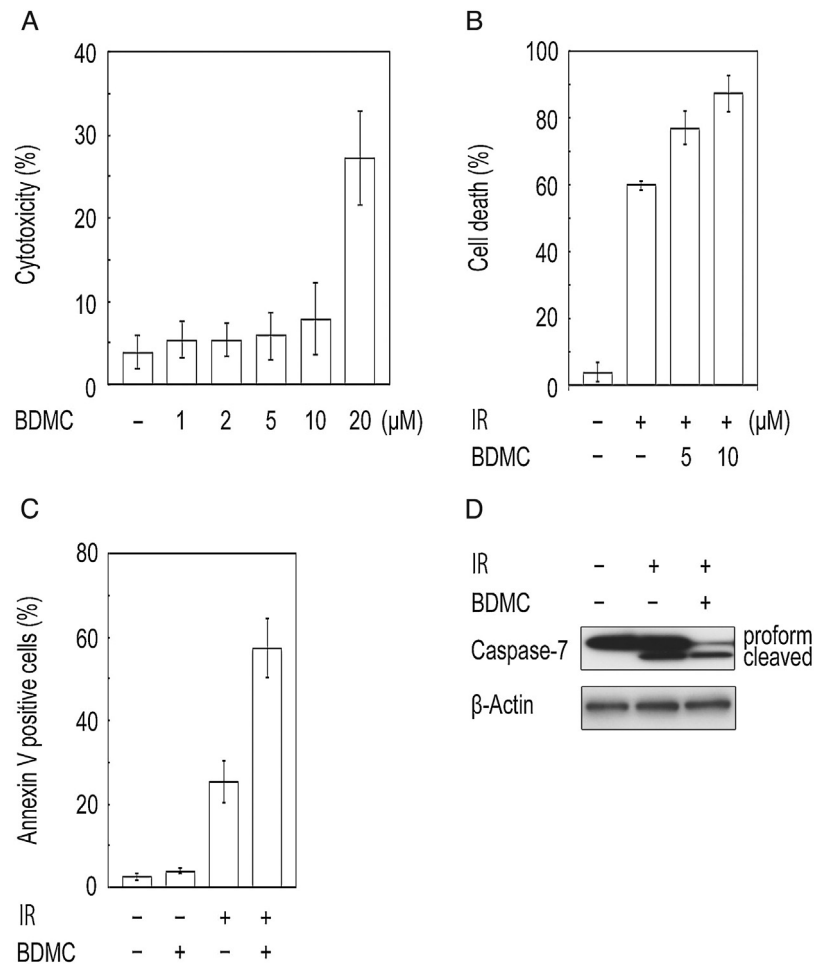 A
40
30
20
10
0
Cytotoxicity (%)
BDMC – 1 2 5 10 20 (µM)
B
100
80
60
40
20
0
Cell death (%)
IR – + + + (µM)
BDMC – – 5 10
C
80
60
40
20
0
Annexin V positive cells (%)
IR – – + +
BDMC – + – +
D
IR – + +
BDMC – – +
Caspase-7 proform
cleaved
β-Actin